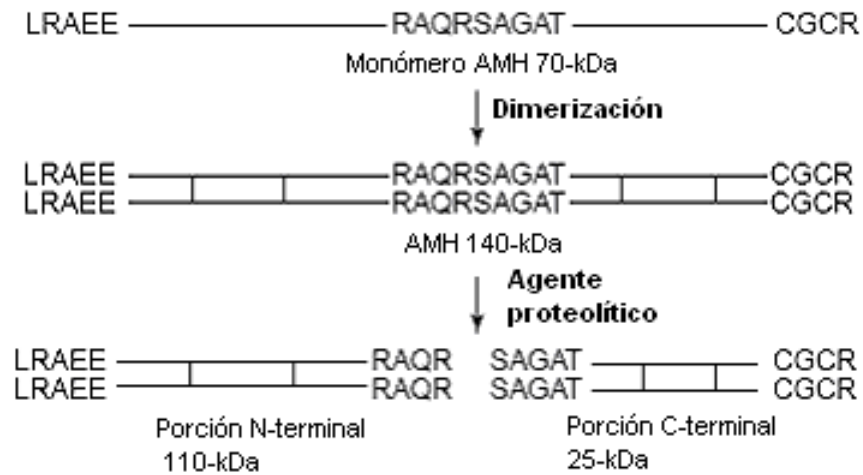 LRAEE RAQRSAGAT CGCR
Monómero AMH 70-kDa
Dimerización
LRAEE RAQRSAGAT CGCR
LRAEE RAQRSAGAT CGCR
AMH 140-kDa
Agente
proteolítico
LRAEE RAQR SAGAT CGCR
LRAEE RAQR SAGAT CGCR
Porción N-terminal
110-kDa
Porción C-terminal
25-kDa